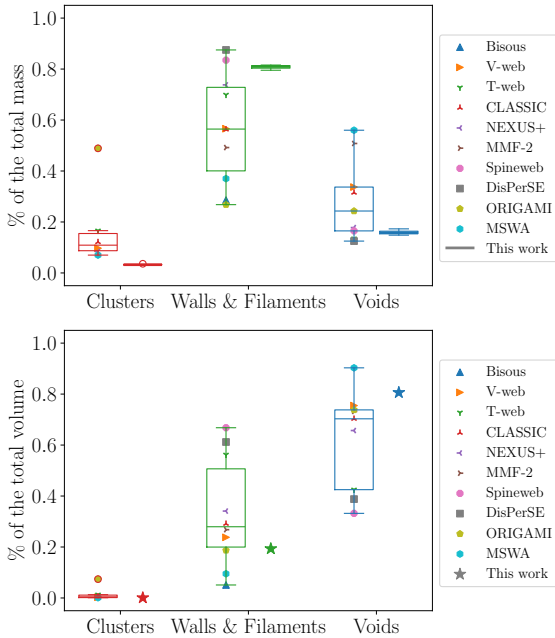 % of the total mass
1.0
0.8
0.6
0.4
0.2
0.0
Clusters
Walls & Filaments
Voids
Bisous
V-web
T-web
CLASSIC
NEXUS+
MMF-2
Spineweb
DisPerSE
ORIGAMI
MSWA
This work
% of the total volume
1.0
0.8
0.6
0.4
0.2
0.0
Clusters
Walls & Filaments
Voids
Bisous
V-web
T-web
CLASSIC
NEXUS+
MMF-2
Spineweb
DisPerSE
ORIGAMI
MSWA
This work